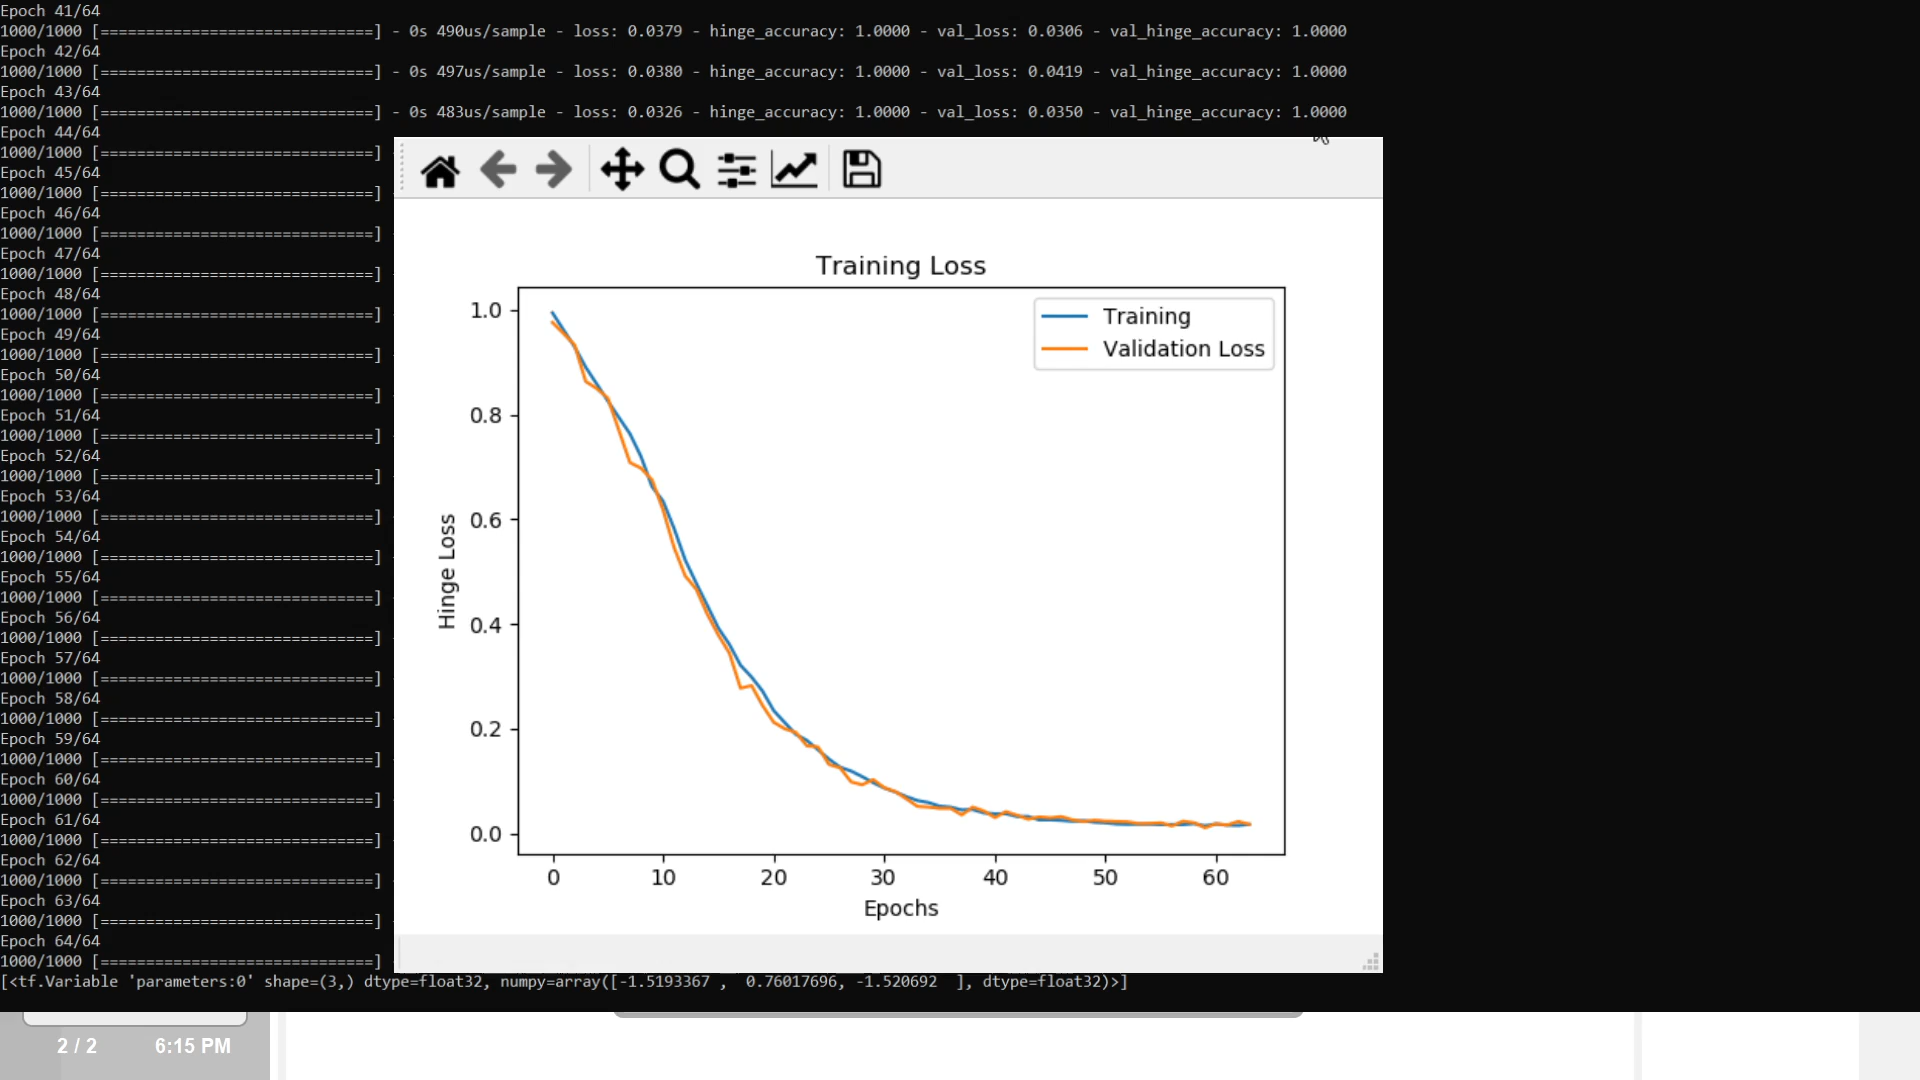 Epoch 41/64
1000/1000 [==============================] - 0s 490us/sample - loss: 0.0379 - hinge_accuracy: 1.0000 - val_loss: 0.0306 - val_hinge_accuracy: 1.0000
Epoch 42/64
1000/1000 [==============================] - 0s 497us/sample - loss: 0.0380 - hinge_accuracy: 1.0000 - val_loss: 0.0419 - val_hinge_accuracy: 1.0000
Epoch 43/64
1000/1000 [==============================] - 0s 483us/sample - loss: 0.0326 - hinge_accuracy: 1.0000 - val_loss: 0.0350 - val_hinge_accuracy: 1.0000
Epoch 44/64
1000/1000 [==============================]
Epoch 45/64
1000/1000 [==============================]
Epoch 46/64
1000/1000 [==============================]
Epoch 47/64
1000/1000 [==============================]
Epoch 48/64
1000/1000 [==============================]
Epoch 49/64
1000/1000 [==============================]
Epoch 50/64
1000/1000 [==============================]
Epoch 51/64
1000/1000 [==============================]
Epoch 52/64
1000/1000 [==============================]
Epoch 53/64
1000/1000 [==============================]
Epoch 54/64
1000/1000 [==============================]
Epoch 55/64
1000/1000 [==============================]
Epoch 56/64
1000/1000 [==============================]
Epoch 57/64
1000/1000 [==============================]
Epoch 58/64
1000/1000 [==============================]
Epoch 59/64
1000/1000 [==============================]
Epoch 60/64
1000/1000 [==============================]
Epoch 61/64
1000/1000 [==============================]
Epoch 62/64
1000/1000 [==============================]
Epoch 63/64
1000/1000 [==============================]
Epoch 64/64
1000/1000 [==============================]
[<tf.Variable 'parameters:0' shape=(3,) dtype=float32, numpy=array([-1.5193367 ,  0.76017696, -1.520692  ], dtype=float32)>]
Training Loss
Training
Validation Loss
Hinge Loss
1.0
0.8
0.6
0.4
0.2
0.0
0 10 20 30 40 50 60
Epochs
2 / 2 6:15 PM